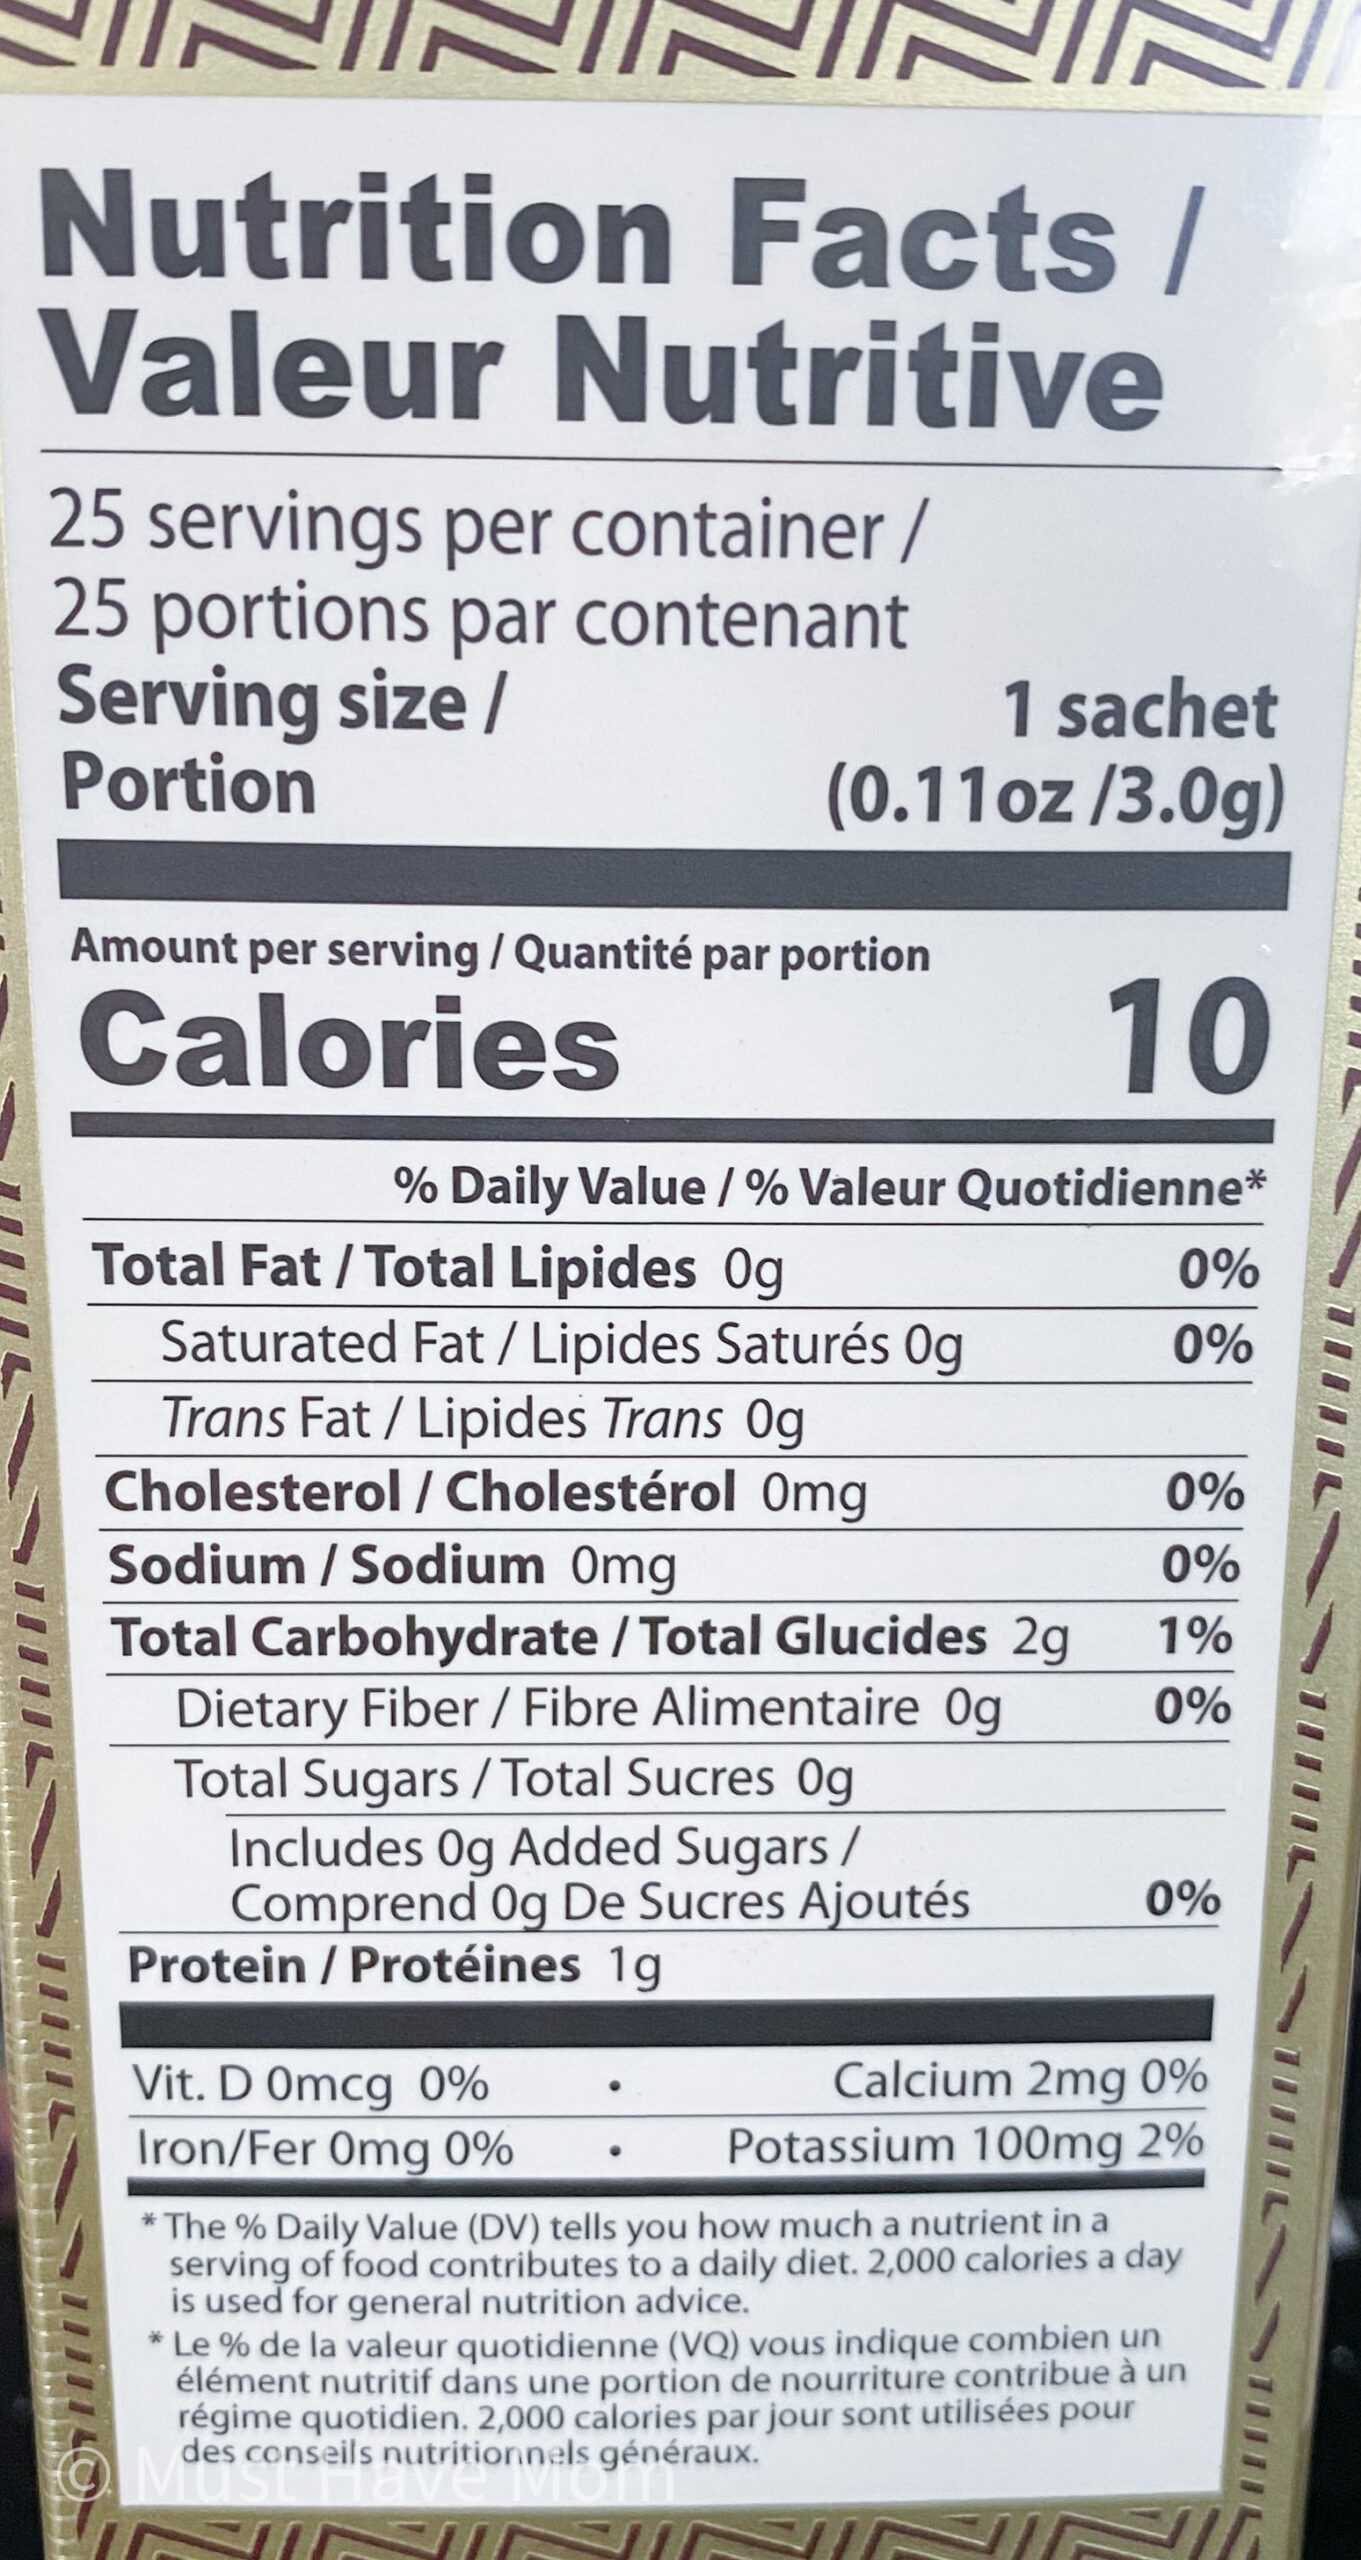 Nutrition Facts /
Valeur Nutritive
25 servings per container /
25 portions par contenant
Serving size / 1 sachet
Portion (0.11oz /3.0g)
Amount per serving / Quantité par portion
Calories 10
% Daily Value / % Valeur Quotidienne*
Total Fat / Total Lipides 0g 0%
Saturated Fat / Lipides Saturés 0g 0%
Trans Fat / Lipides Trans 0g
Cholesterol / Cholestérol 0mg 0%
Sodium / Sodium 0mg 0%
Total Carbohydrate / Total Glucides 2g 1%
Dietary Fiber / Fibre Alimentaire 0g 0%
Total Sugars / Total Sucres 0g
Includes 0g Added Sugars /
Comprend 0g De Sucres Ajoutés 0%
Protein / Protéines 1g
Vit. D 0mcg 0% • Calcium 2mg 0%
Iron/Fer 0mg 0% • Potassium 100mg 2%
* The % Daily Value (DV) tells you how much a nutrient in a
serving of food contributes to a daily diet. 2,000 calories a day
is used for general nutrition advice.
* Le % de la valeur quotidienne (VQ) vous indique combien un
élément nutritif dans une portion de nourriture contribue à un
régime quotidien. 2,000 calories par jour sont utilisées pour
des conseils nutritionnels généraux.
© Must Have Mom